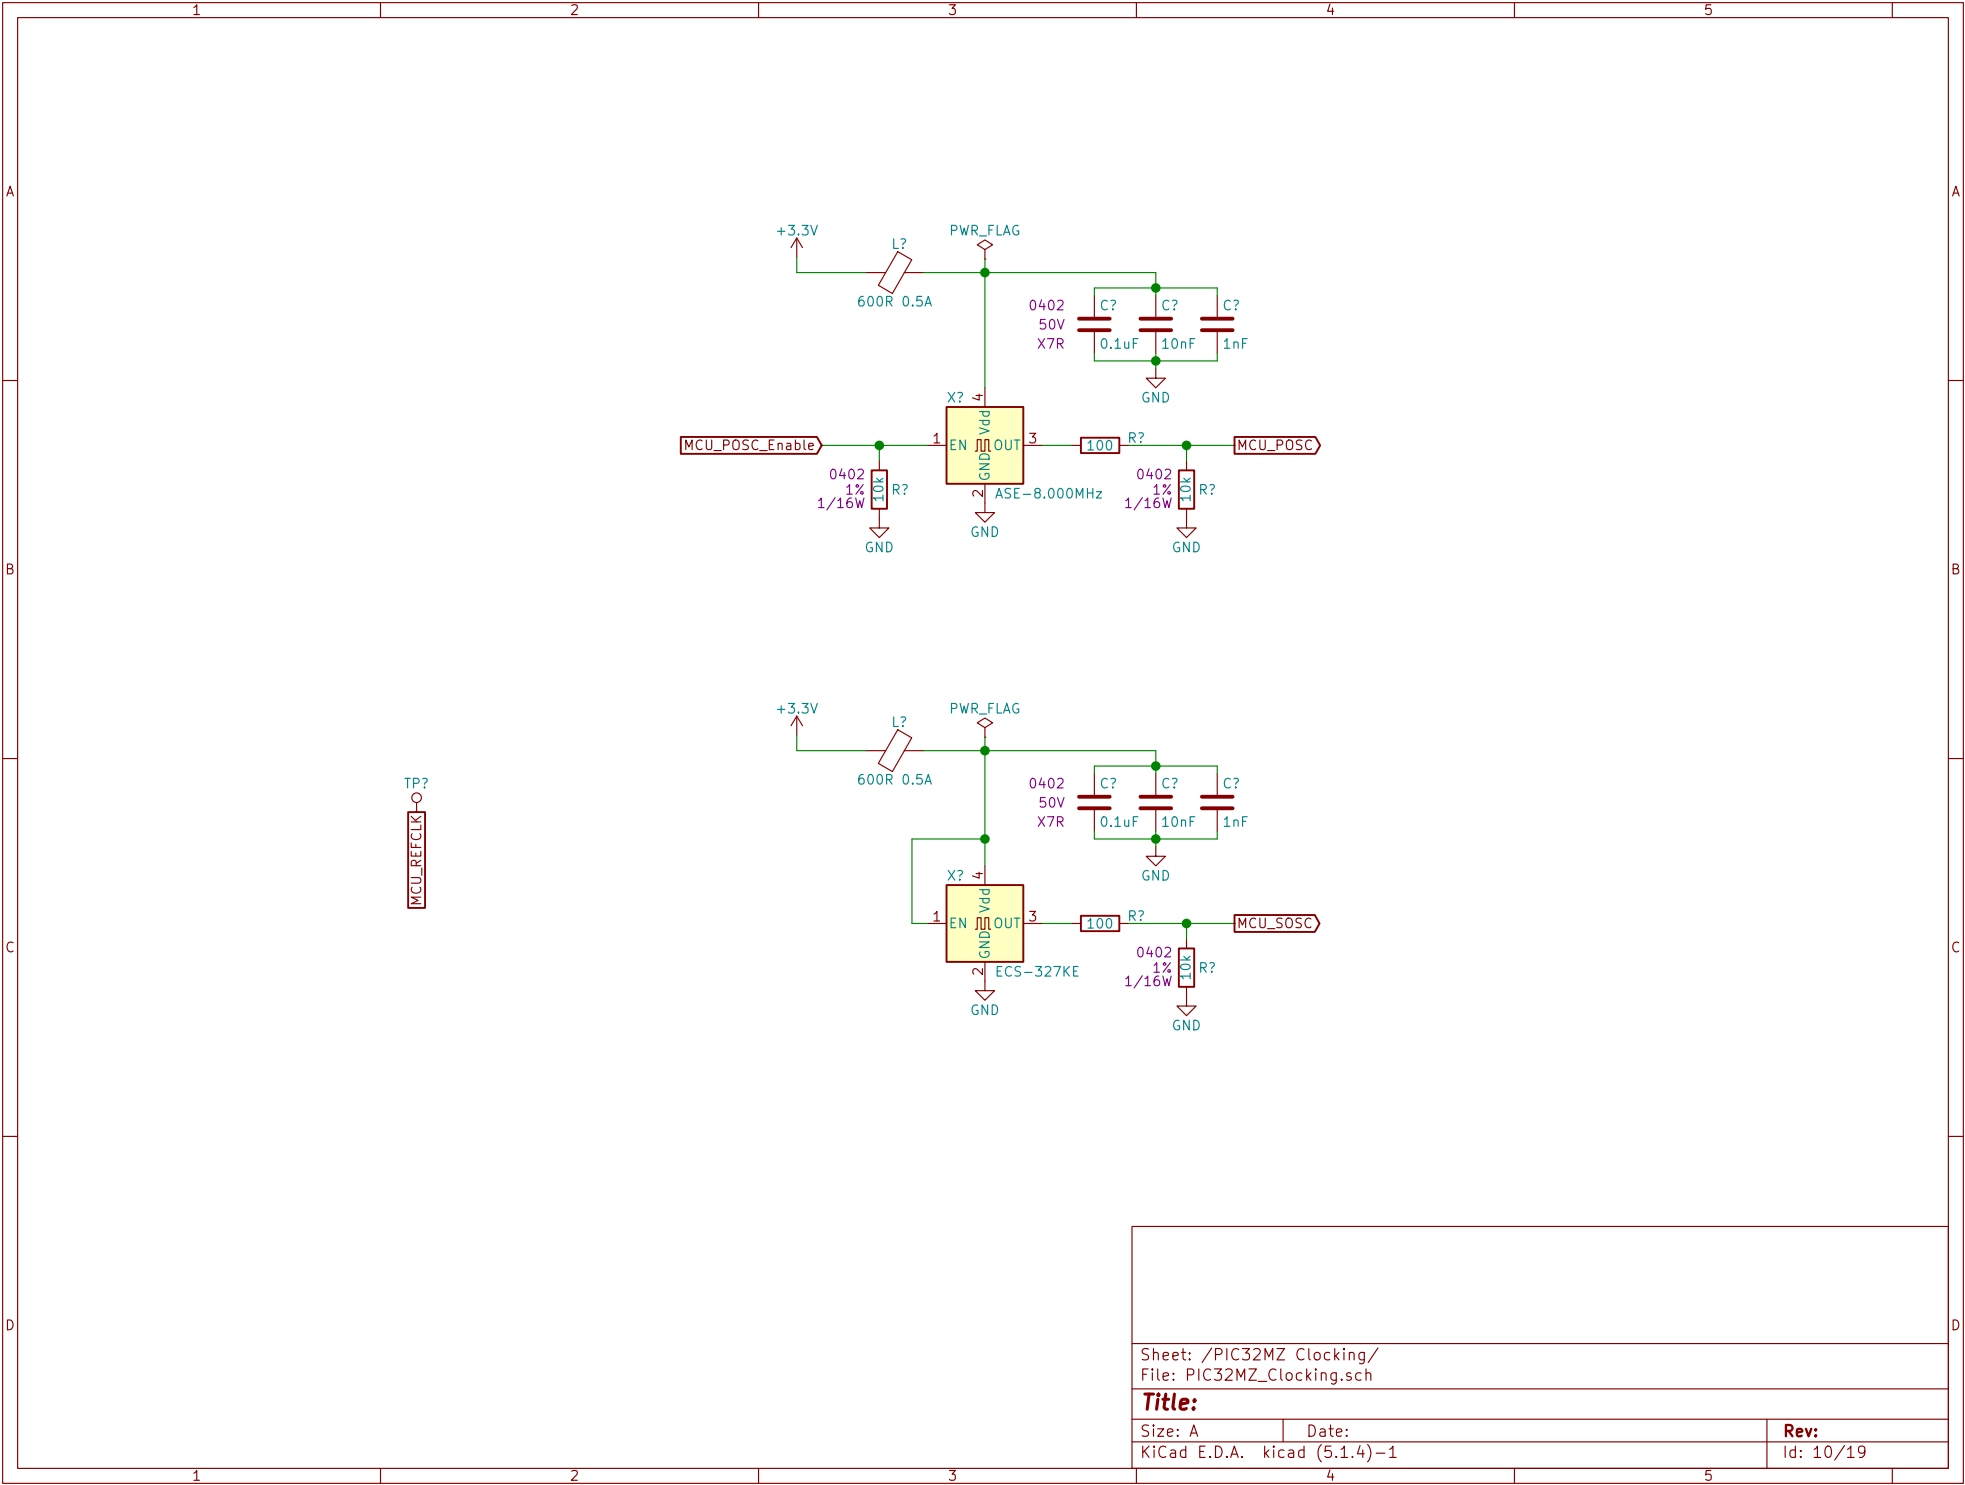 1 2 3 4 5
A A
+3.3V
L?
600R 0.5A
PWR_FLAG
0402
50V
X7R
C? C? C?
0.1uF 10nF 1nF
GND
X?
4
Vdd
MCU_POSC_Enable
1 EN OUT 3
GND
2
ASE-8.000MHz
GND
R?
100
MCU_POSC
0402
1%
1/16W
10k
R?
GND
0402
1%
1/16W
10k
R?
GND
B B
+3.3V
L?
600R 0.5A
PWR_FLAG
0402
50V
X7R
C? C? C?
0.1uF 10nF 1nF
GND
TP?
MCU_REFCLK
X?
4
Vdd
1 EN OUT 3
GND
2
ECS-327KE
GND
R?
100
MCU_SOSC
0402
1%
1/16W
10k
R?
GND
C C
D D
Sheet: /PIC32MZ Clocking/
File: PIC32MZ_Clocking.sch
Title:
Size: A Date: Rev:
KiCad E.D.A. kicad (5.1.4)-1 Id: 10/19
1 2 3 4 5